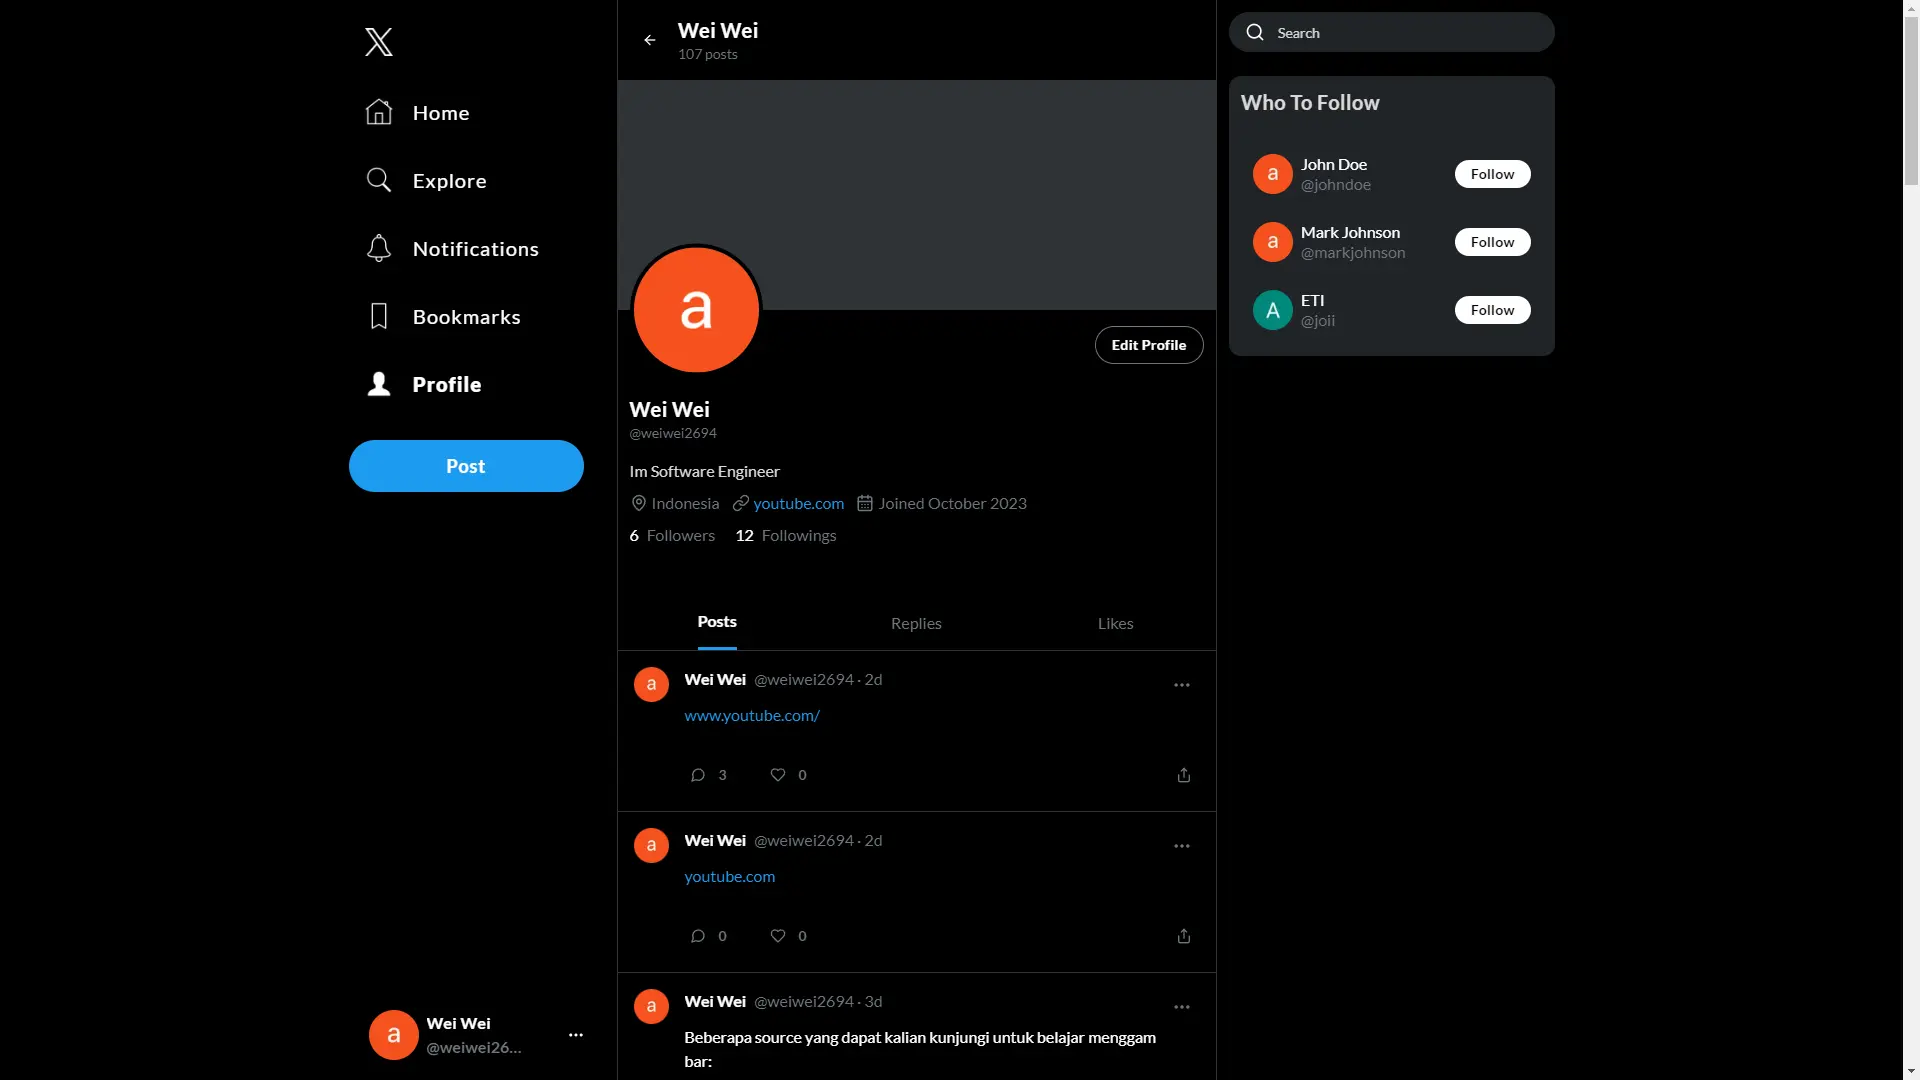 Home
Explore
Notifications
Bookmarks
Profile
Post
Wei Wei
@weiwei26...
Wei Wei
107 posts
a
Edit Profile
Wei Wei
@weiwei2694
Im Software Engineer
Indonesia youtube.com Joined October 2023
6 Followers 12 Followings
Posts Replies Likes
a
Wei Wei @weiwei2694 · 2d
www.youtube.com/
3 0
a
Wei Wei @weiwei2694 · 2d
youtube.com
0 0
a
Wei Wei @weiwei2694 · 3d
Beberapa source yang dapat kalian kunjungi untuk belajar menggam
bar:
a
Search
Who To Follow
a
John Doe
@johndoe
Follow
a
Mark Johnson
@markjohnson
Follow
A
ETI
@joii
Follow